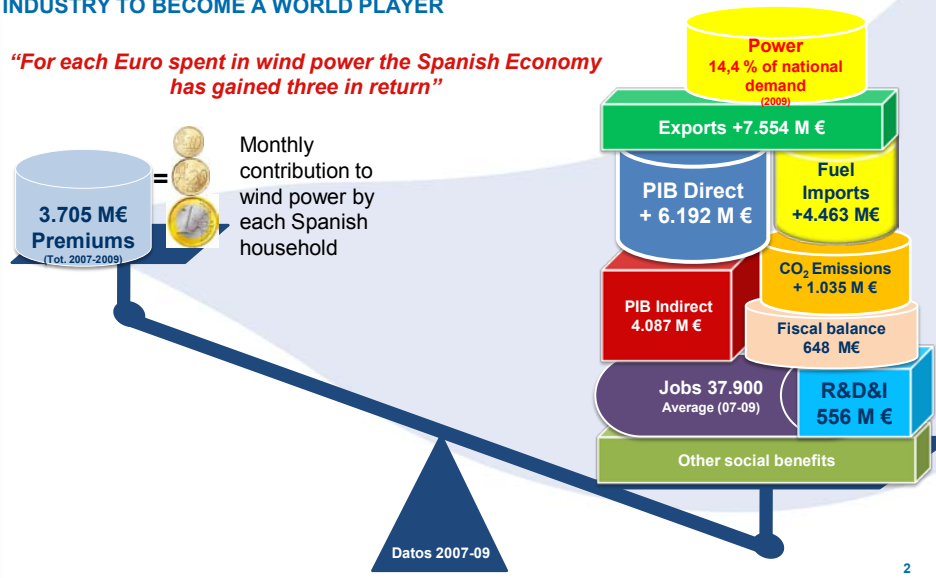 INDUSTRY TO BECOME A WORLD PLAYER
“For each Euro spent in wind power the Spanish Economy
has gained three in return”
Power
14,4 % of national
demand
(2009)
Exports +7.554 M €
PIB Direct
+ 6.192 M €
Fuel
Imports
+4.463 M€
=
Monthly
contribution to
wind power by
each Spanish
household
3.705 M€
Premiums
(Tot. 2007-2009)
CO2 Emissions
+ 1.035 M €
PIB Indirect
4.087 M €
Fiscal balance
648 M€
Jobs 37.900
Average (07-09)
R&D&I
556 M €
Other social benefits
Datos 2007-09
2